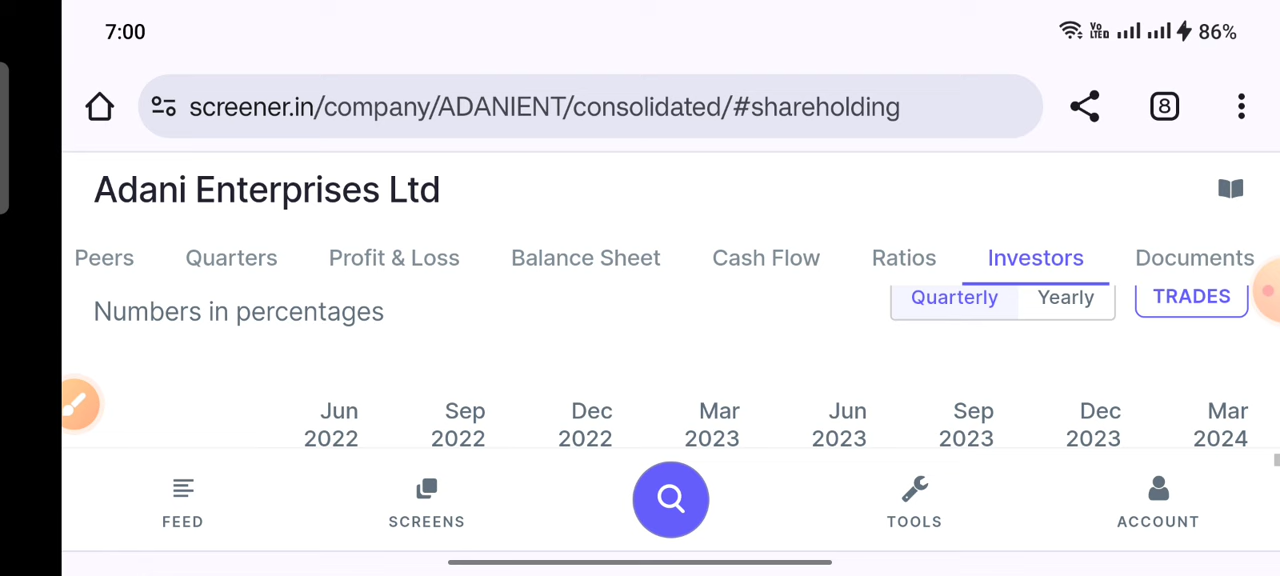 7:00 Vo LTED 86%
screener.in/company/ADANIENT/consolidated/#shareholding 8
Adani Enterprises Ltd
Peers Quarters Profit & Loss Balance Sheet Cash Flow Ratios Investors Documents
Numbers in percentages Quarterly Yearly TRADES
Jun Sep Dec Mar Jun Sep Dec Mar
2022 2022 2022 2023 2023 2023 2023 2024
FEED SCREENS TOOLS ACCOUNT